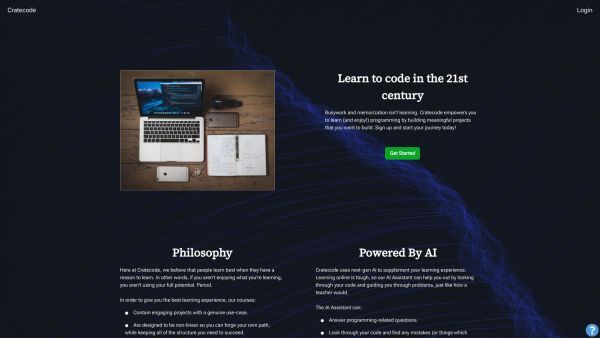 Cratecode
Login
Learn to code in the 21st
century
Busywork and memorization isn't learning. Cratecode empowers you
to learn (and enjoy!) programming by building meaningful projects
that you want to build. Sign up and start your journey today!
Get Started
Philosophy
Here at Cratecode, we believe that people learn best when they have a
reason to learn. In other words, if you aren't enjoying what you're learning,
you aren't using your full potential. Period.
In order to give you the best learning experience, our courses:
Contain engaging projects with a genuine use-case.
Are designed to be non-linear so you can forge your own path,
while keeping all of the structure you need to succeed.
Powered By AI
Cratecode uses next-gen AI to supplement your learning experience.
Learning online is tough, so our AI Assistant can help you out by looking
through your code and guiding you through problems, just like how a
teacher would.
The AI Assistant can:
Answer programming-related questions.
Look through your code and find any mistakes (or things which
?